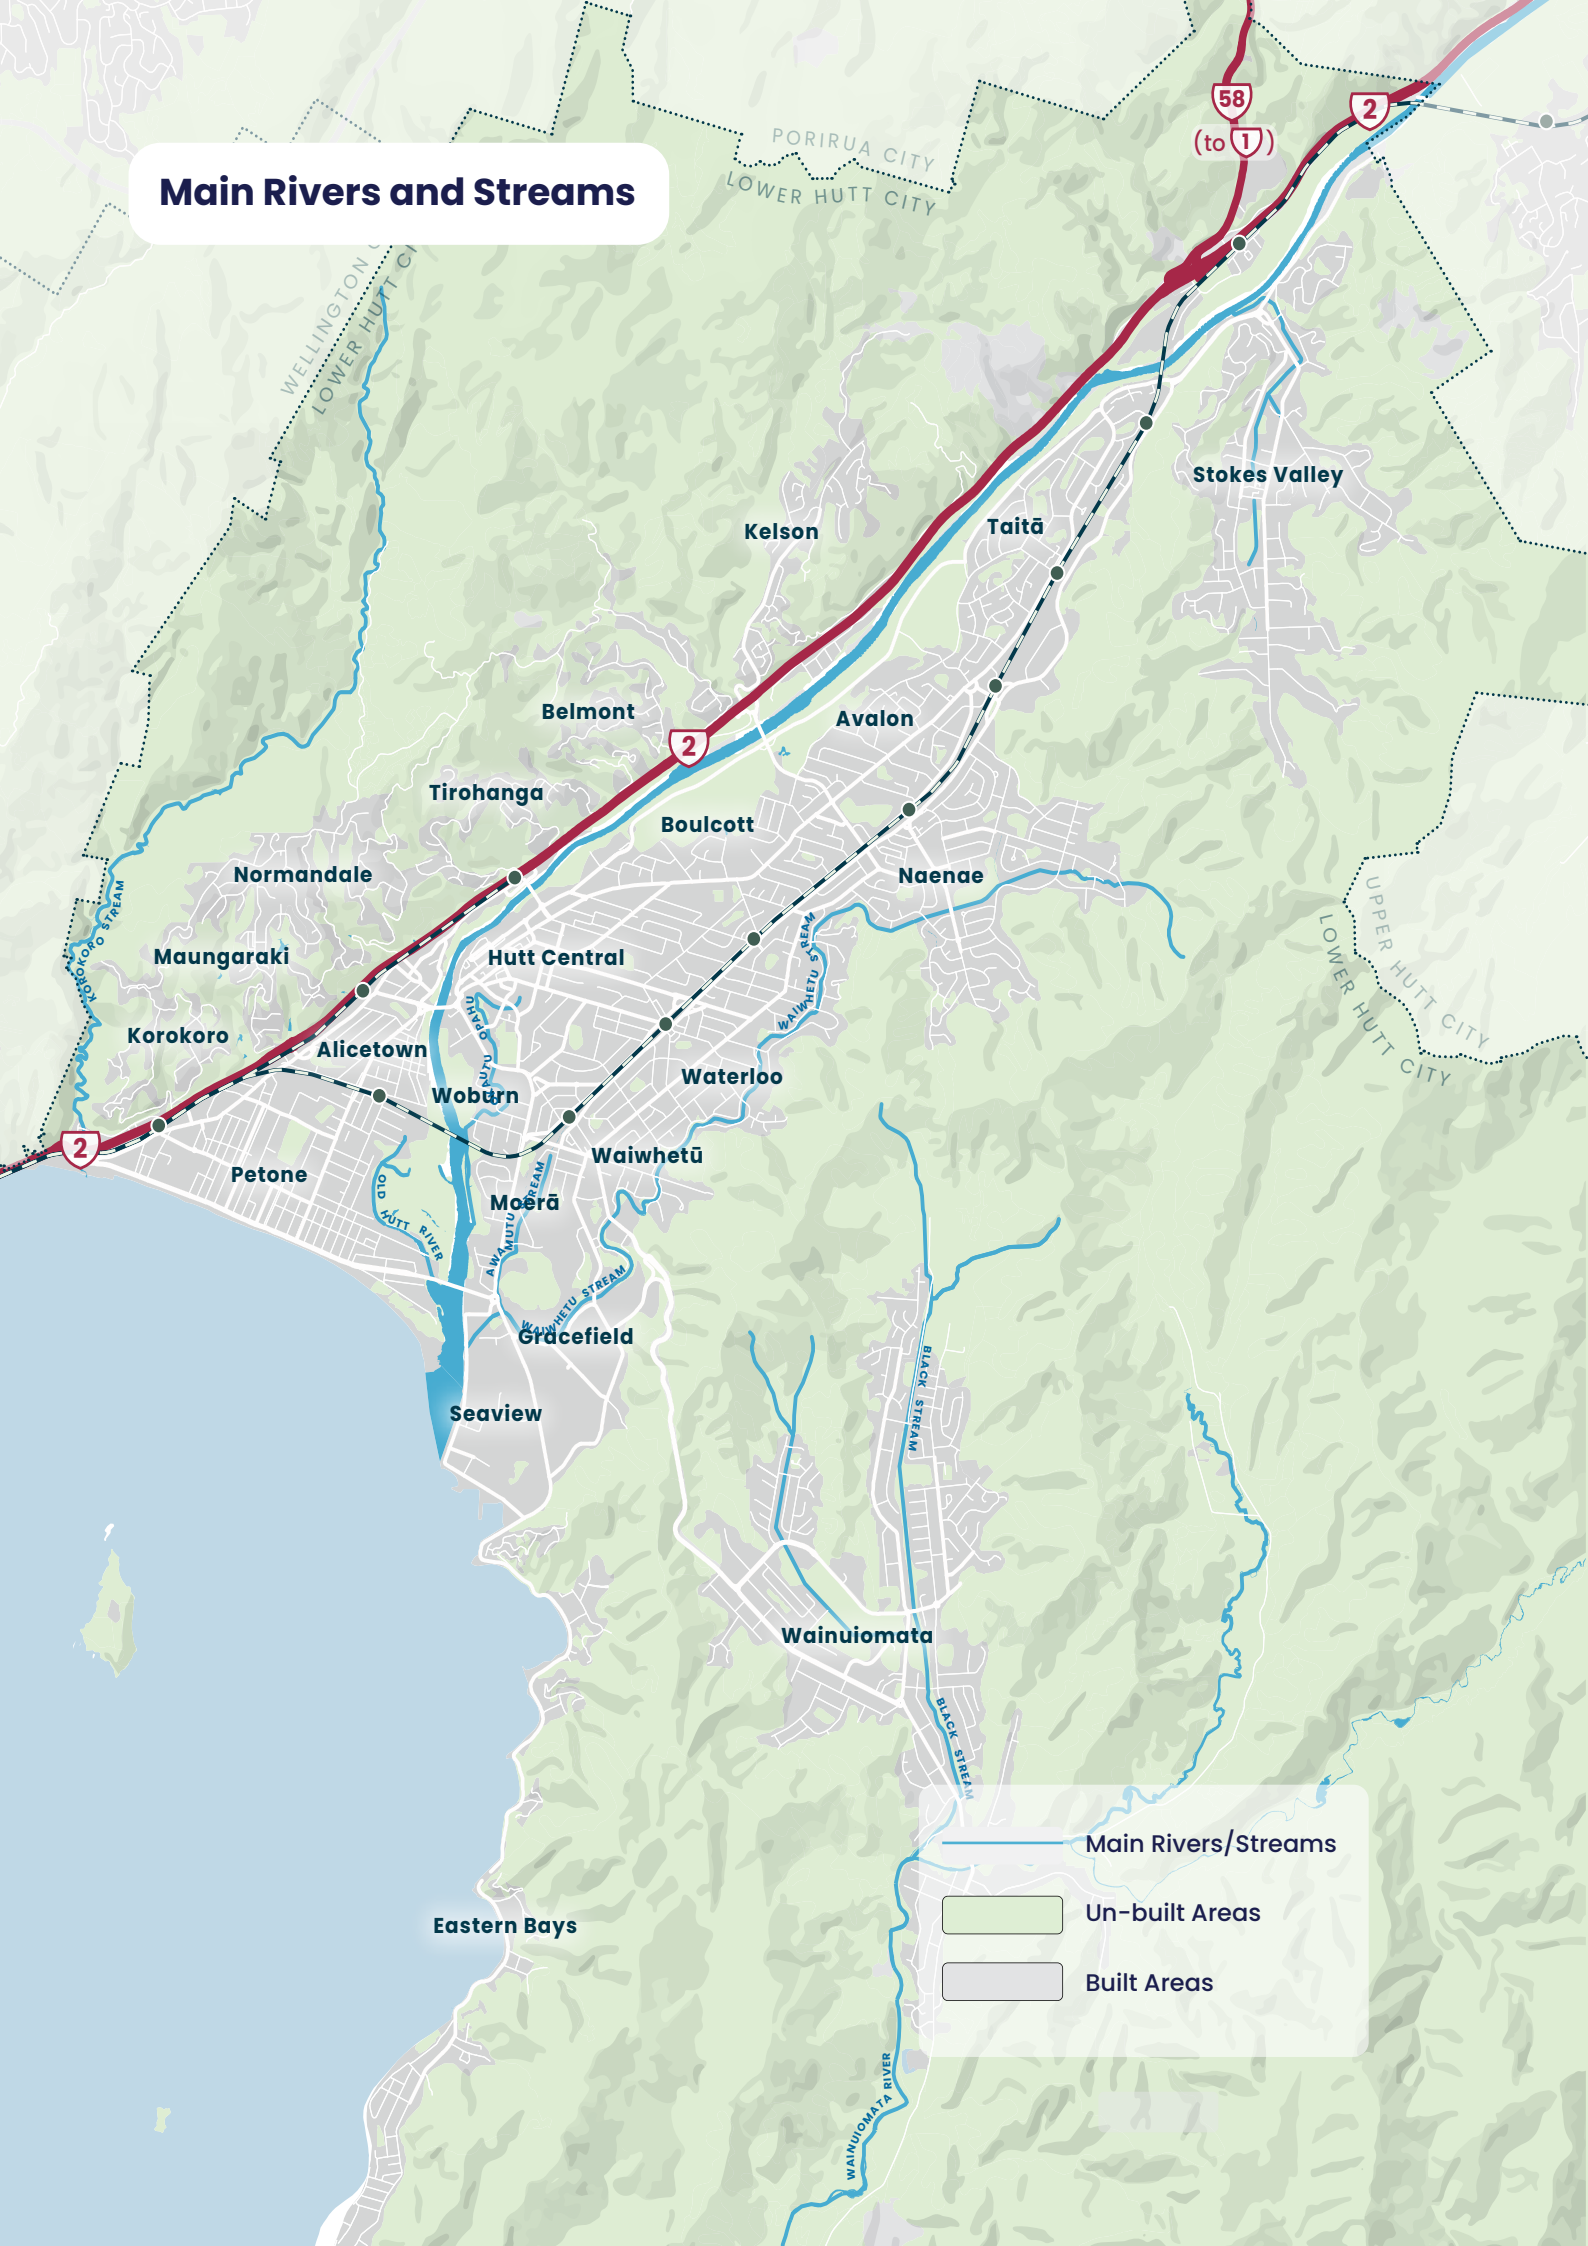 Main Rivers and Streams
58
(to 1)
2
PORIRUA CITY
LOWER HUTT CITY
WELLINGTON C
LOWER HUTT CI
Stokes Valley
Taitā
Kelson
Belmont
Avalon
2
Tirohanga
Boulcott
Normandale
Naenae
KOROKORO STREAM
Maungaraki
Hutt Central
WAIWHETU STREAM
UPPER HUTT CITY
LOWER HUTT CITY
OPAHU
Korokoro
Alicetown
Waterloo
Woburn
2
Waiwhetū
Petone
OLD HUTT RIVER
Moerā
AWAMUTU STREAM
WAIWHETU STREAM
Gracefield
BLACK STREAM
Seaview
Wainuiomata
BLACK STREAM
Main Rivers/Streams
Un-built Areas
Built Areas
Eastern Bays
WAINUIOMATA RIVER